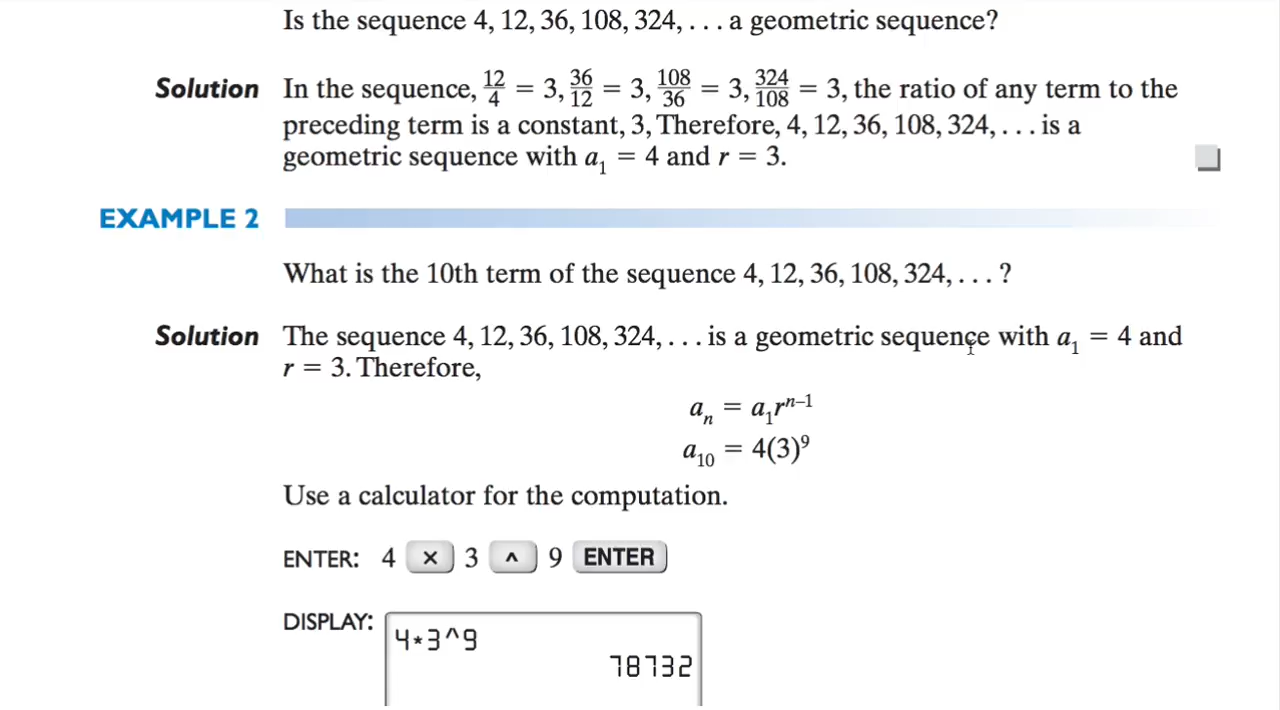 Is the sequence 4, 12, 36, 108, 324, . . . a geometric sequence?
Solution In the sequence, 12/4 = 3, 36/12 = 3, 108/36 = 3, 324/108 = 3, the ratio of any term to the
preceding term is a constant, 3, Therefore, 4, 12, 36, 108, 324, . . . is a
geometric sequence with a₁ = 4 and r = 3.
EXAMPLE 2
What is the 10th term of the sequence 4, 12, 36, 108, 324, . . . ?
Solution The sequence 4, 12, 36, 108, 324, . . . is a geometric sequence with a₁ = 4 and
r = 3. Therefore,
aₙ = a₁rⁿ⁻¹
a₁₀ = 4(3)⁹
Use a calculator for the computation.
ENTER: 4 × 3 ^ 9 ENTER
DISPLAY: 4*3^9
78732